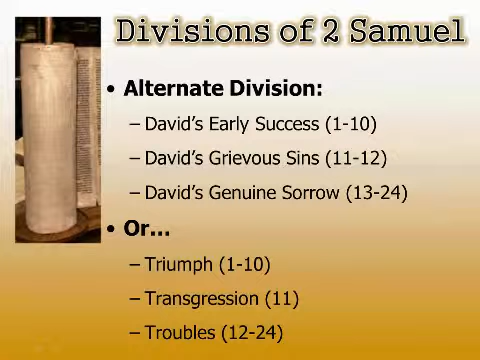 Divisions of 2 Samuel
• Alternate Division:
– David's Early Success (1-10)
– David's Grievous Sins (11-12)
– David's Genuine Sorrow (13-24)
• Or…
– Triumph (1-10)
– Transgression (11)
– Troubles (12-24)